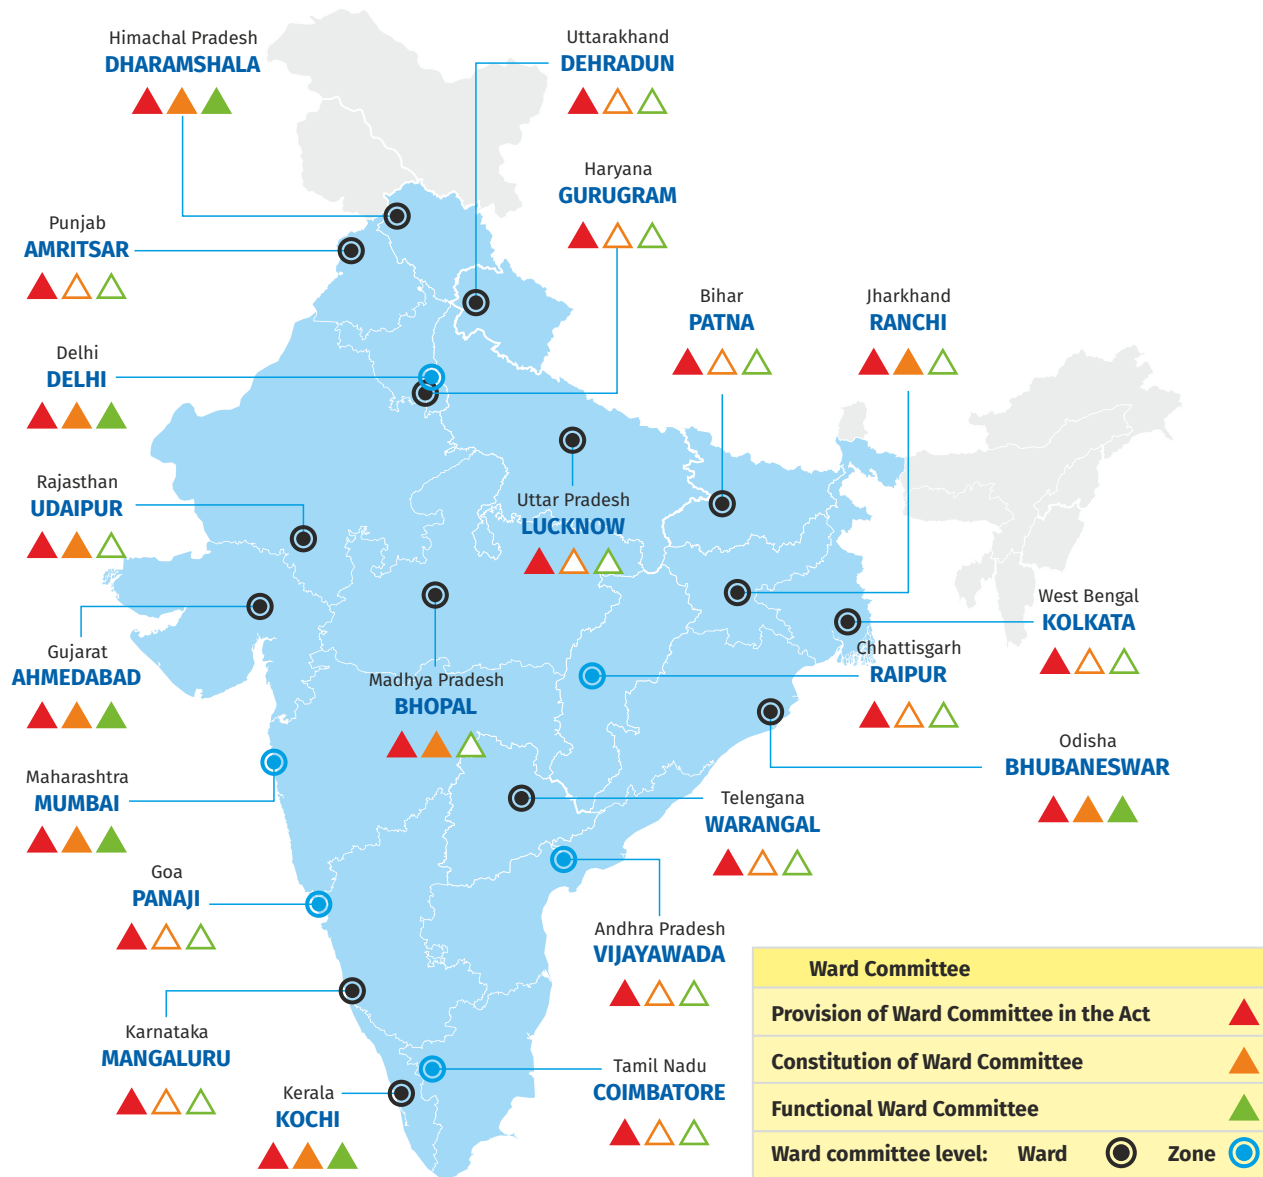 Himachal Pradesh
DHARAMSHALA
Uttarakhand
DEHRADUN
Haryana
GURUGRAM
Punjab
AMRITSAR
Bihar
PATNA
Jharkhand
RANCHI
Delhi
DELHI
Rajasthan
UDAIPUR
Uttar Pradesh
LUCKNOW
West Bengal
KOLKATA
Gujarat
AHMEDABAD
Madhya Pradesh
BHOPAL
Chhattisgarh
RAIPUR
Odisha
BHUBANESWAR
Maharashtra
MUMBAI
Telengana
WARANGAL
Goa
PANAJI
Andhra Pradesh
VIJAYAWADA
Karnataka
MANGALURU
Kerala
KOCHI
Tamil Nadu
COIMBATORE
Ward Committee
Provision of Ward Committee in the Act
Constitution of Ward Committee
Functional Ward Committee
Ward committee level: Ward Zone